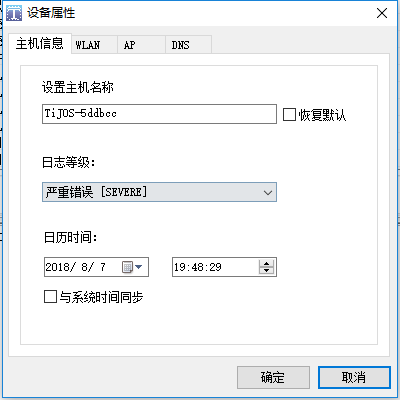 设备属性
主机信息 WLAN AP DNS
设置主机名称
TiJOS-5ddbcc 恢复默认
日志等级:
严重错误 [SEVERE]
日历时间:
2018/ 8/ 7 19:48:29
与系统时间同步
确定 取消